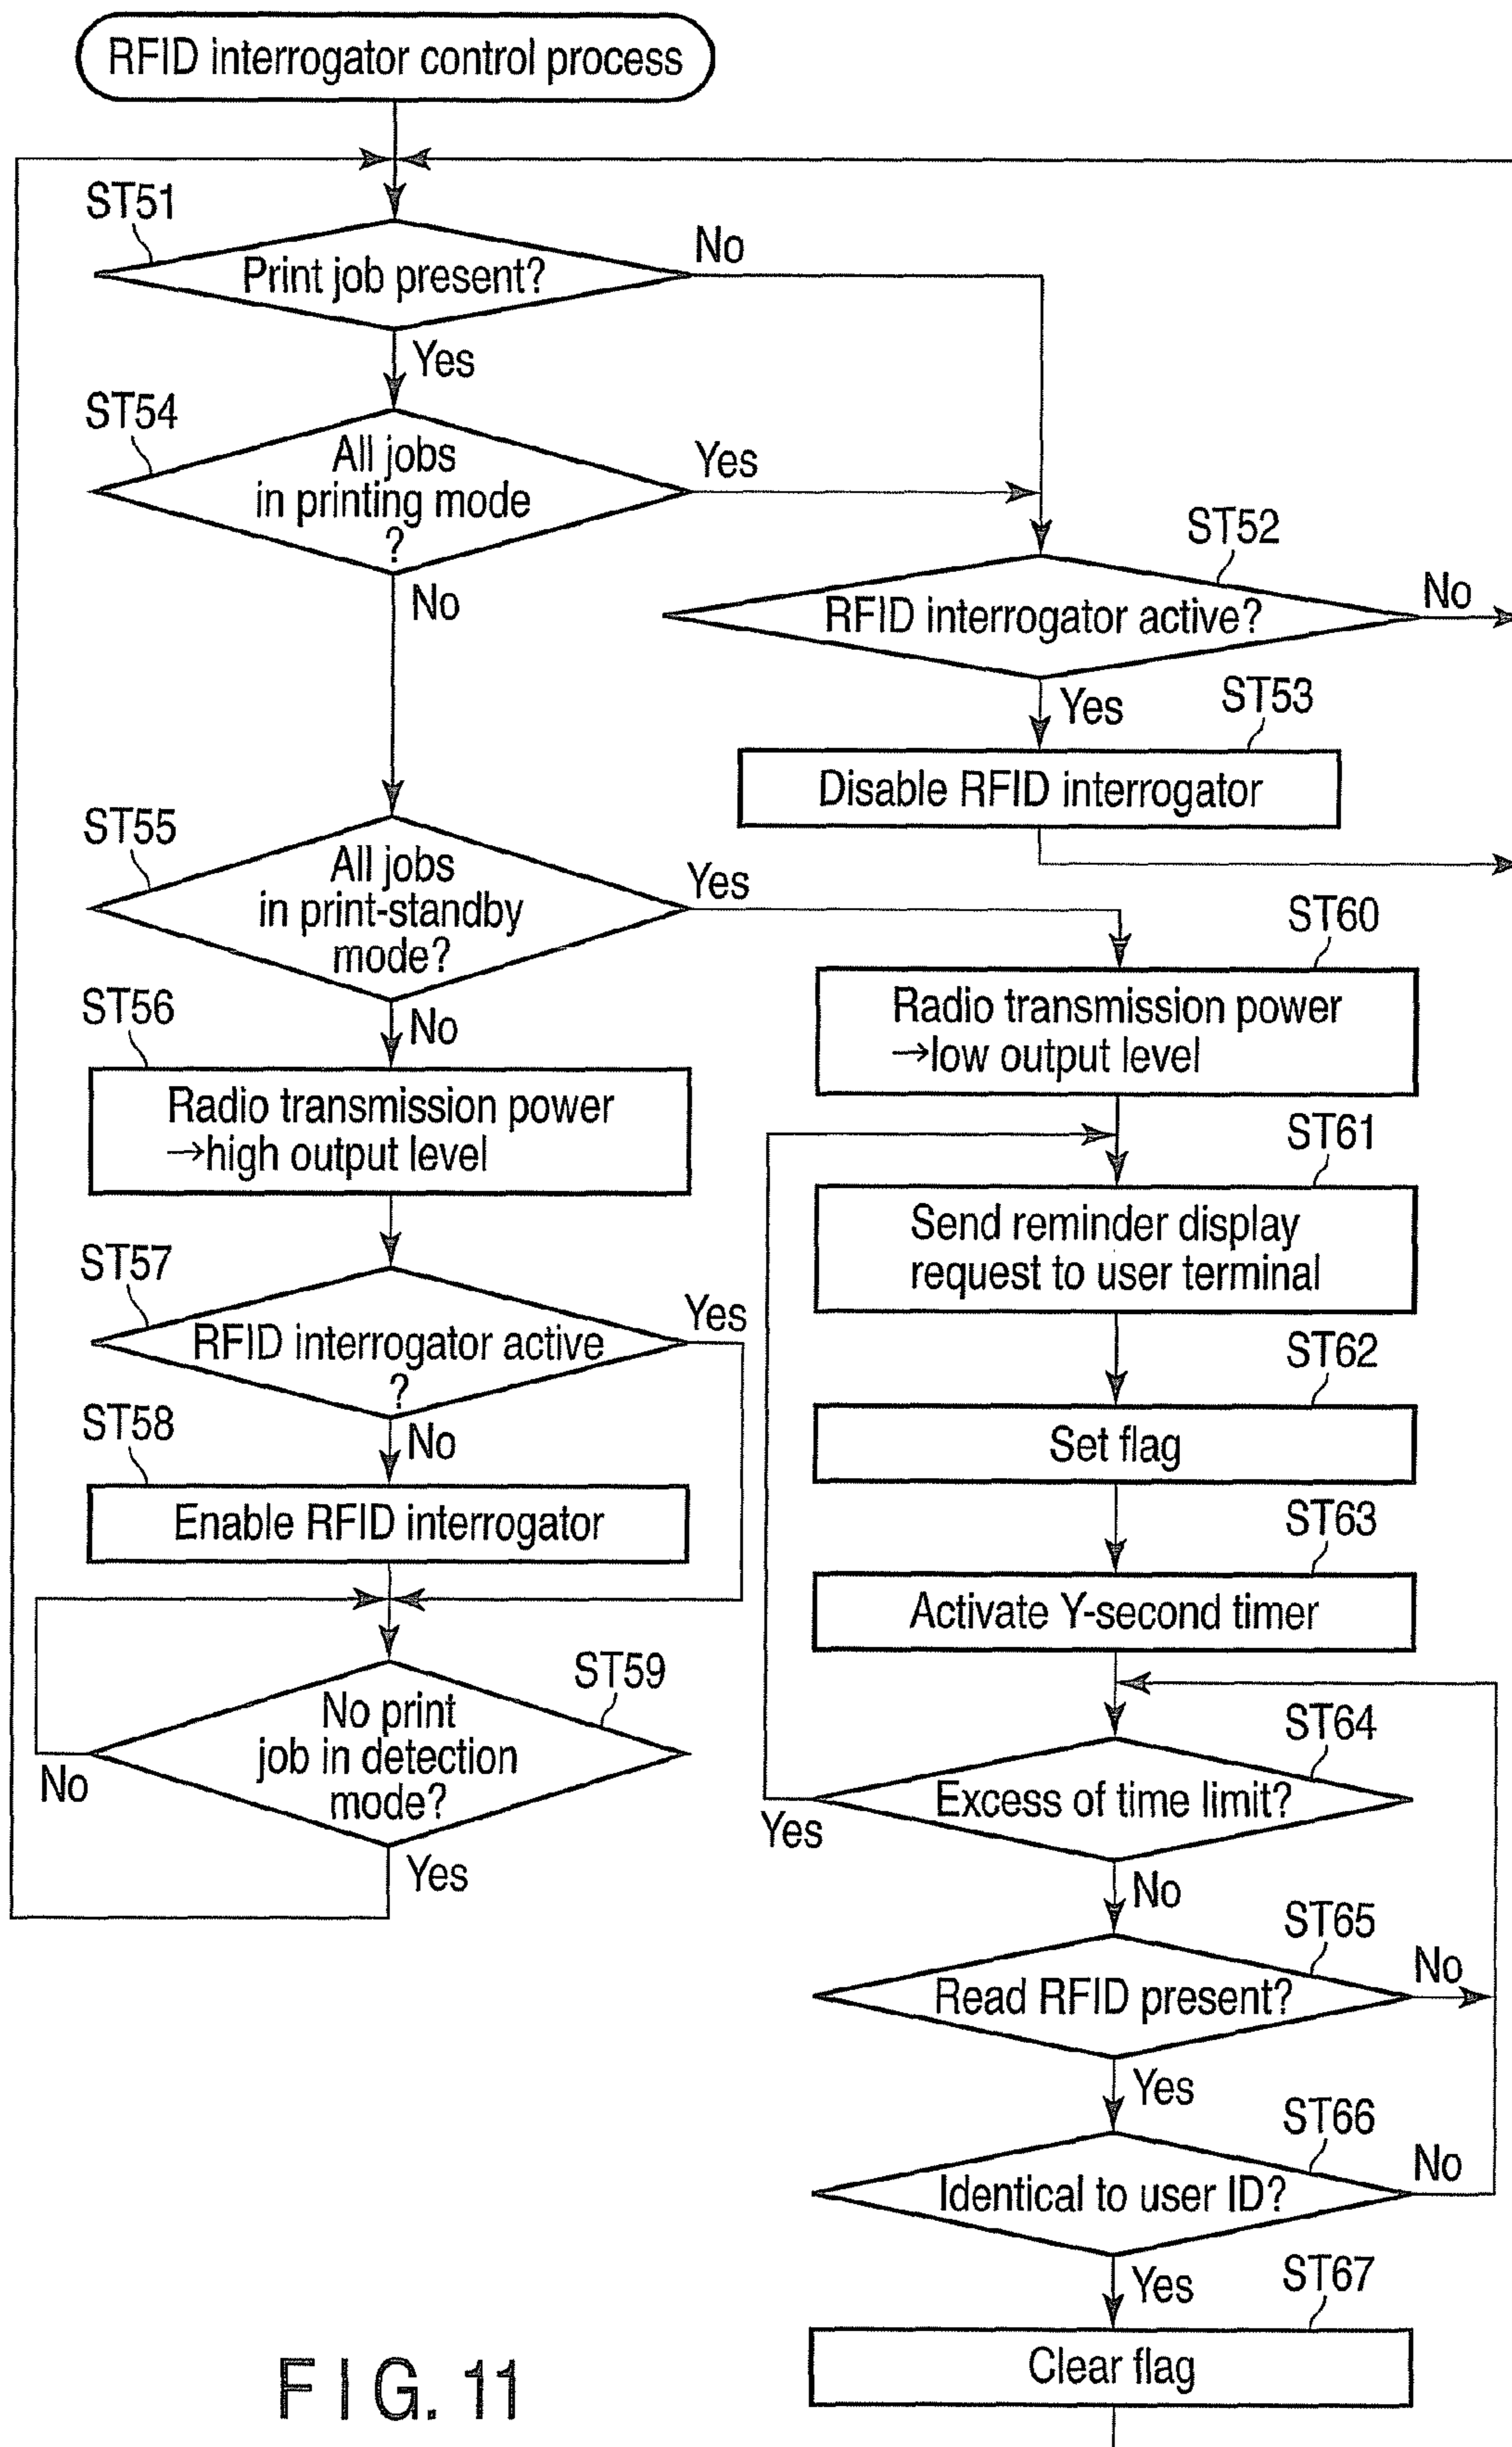 RFID interrogator control process
ST51
Print job present?
No
Yes
ST54
All jobs
in printing mode
?
Yes
No
ST52
RFID interrogator active?
No
Yes
ST53
Disable RFID interrogator
ST55
All jobs
in print-standby
mode?
Yes
No
ST56
Radio transmission power
→high output level
ST57
RFID interrogator active
?
Yes
No
ST58
Enable RFID interrogator
ST59
No print
job in detection
mode?
No
Yes
ST60
Radio transmission power
→low output level
ST61
Send reminder display
request to user terminal
ST62
Set flag
ST63
Activate Y-second timer
ST64
Excess of time limit?
Yes
No
ST65
Read RFID present?
No
Yes
ST66
Identical to user ID?
No
Yes
ST67
Clear flag
FIG. 11